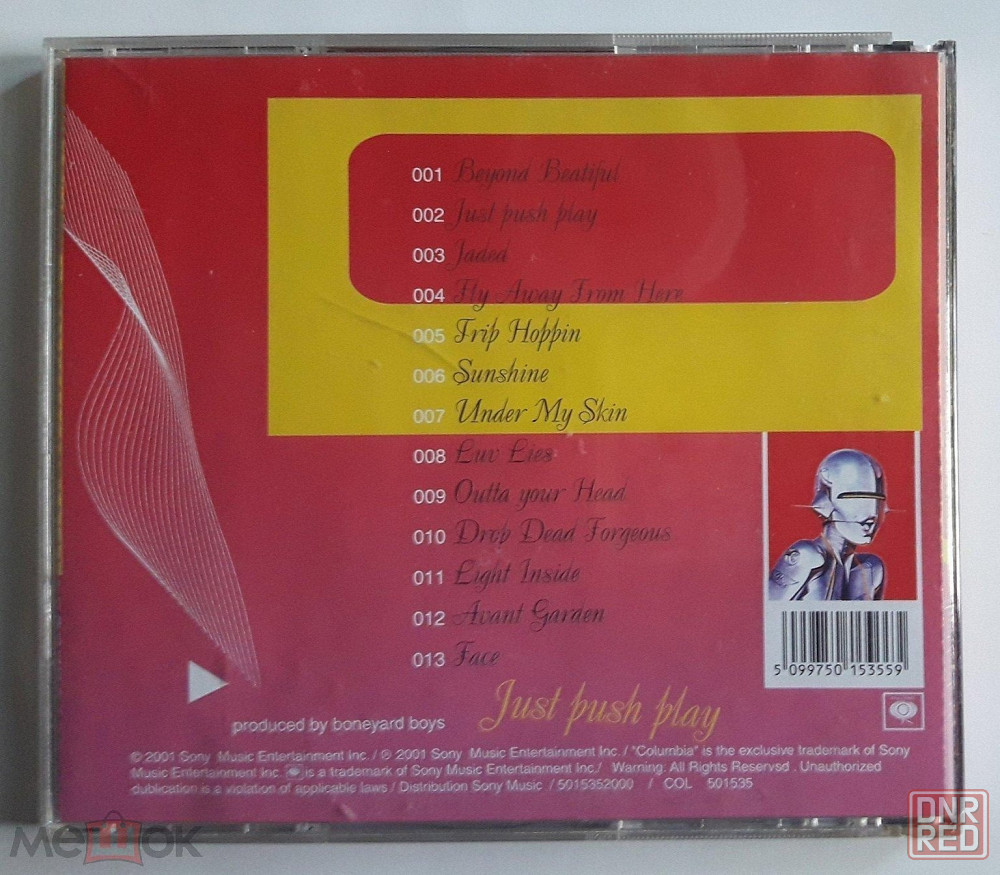 001 Beyond Beatiful
002 Just push play
003 Jaded
004 Fly Away From Here
005 Trip Hoppin
006 Sunshine
007 Under My Skin
008 Luv Lies
009 Outta your Head
010 Drop Dead Forgeous
011 Light Inside
012 Avant Garden
013 Face
5 099750 153559
Just push play
produced by boneyard boys
© 2001 Sony Music Entertainment Inc. / ℗ 2001 Sony Music Entertainment Inc. / "Columbia" is the exclusive trademark of Sony
Music Entertainment Inc. is a trademark of Sony Music Entertainment Inc./ Warning: All Rights Reservsd . Unauthorized
dublication is a violation of applicable laws / Distribution Sony Music / 5015352000 / COL 501535
мешок
DNR
RED